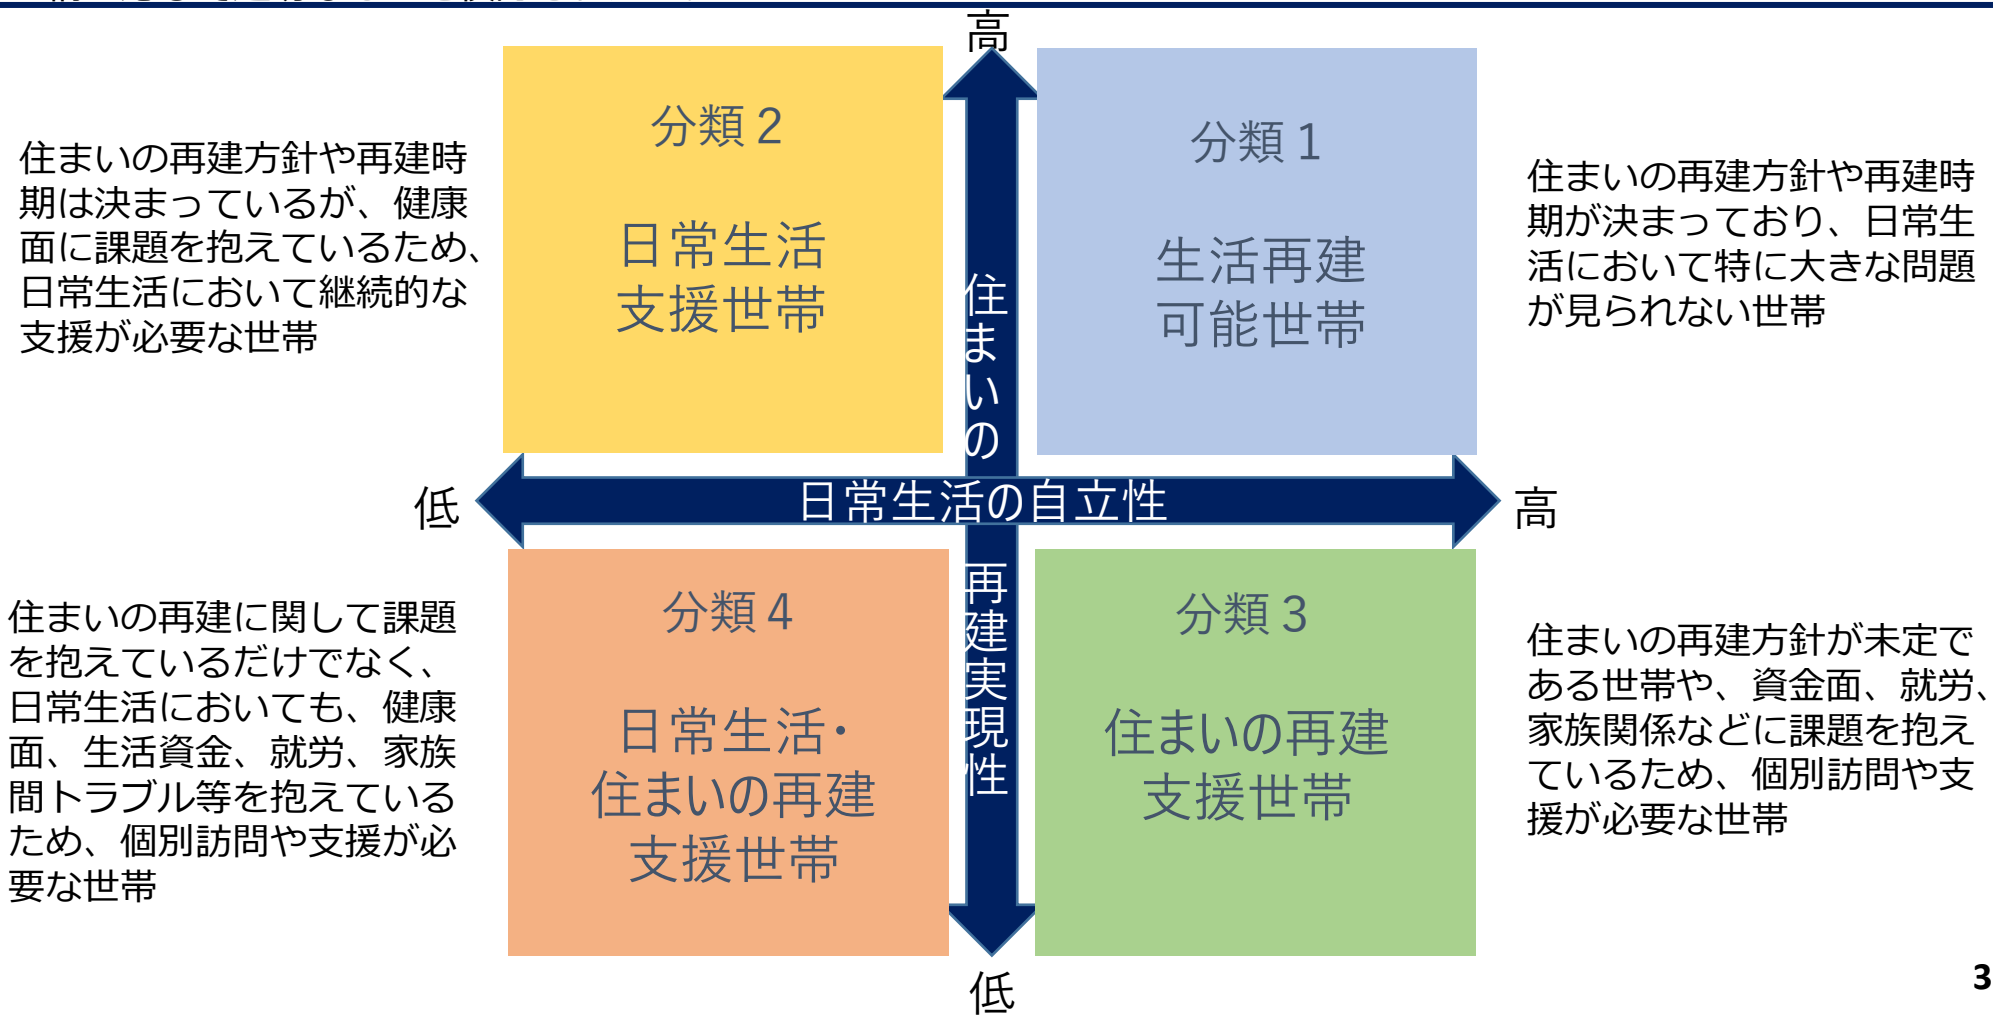 高
分類２
日常生活
支援世帯
分類１
生活再建
可能世帯
住まいの再建方針や再建時
期は決まっているが、健康
面に課題を抱えているため、
日常生活において継続的な
支援が必要な世帯
住まいの再建方針や再建時
期が決まっており、日常生
活において特に大きな問題
が見られない世帯
住まいの　再建実現性
低
日常生活の自立性
高
分類４
日常生活・
住まいの再建
支援世帯
分類３
住まいの再建
支援世帯
住まいの再建に関して課題
を抱えているだけでなく、
日常生活においても、健康
面、生活資金、就労、家族
間トラブル等を抱えている
ため、個別訪問や支援が必
要な世帯
住まいの再建方針が未定で
ある世帯や、資金面、就労、
家族関係などに課題を抱え
ているため、個別訪問や支
援が必要な世帯
低
3